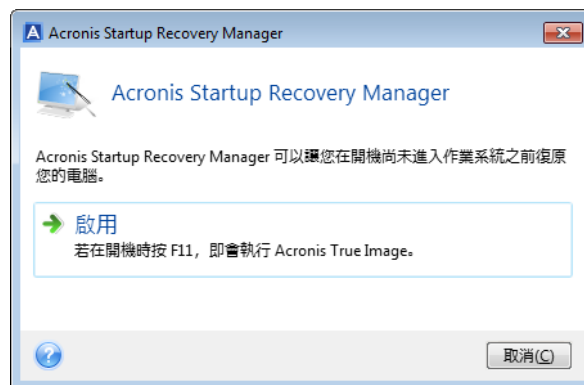 Acronis Startup Recovery Manager
Acronis Startup Recovery Manager
Acronis Startup Recovery Manager 可以讓您在開機尚未進入作業系統之前復原
您的電腦。
啟用
若在開機時按 F11，即會執行 Acronis True Image。
取消(C)